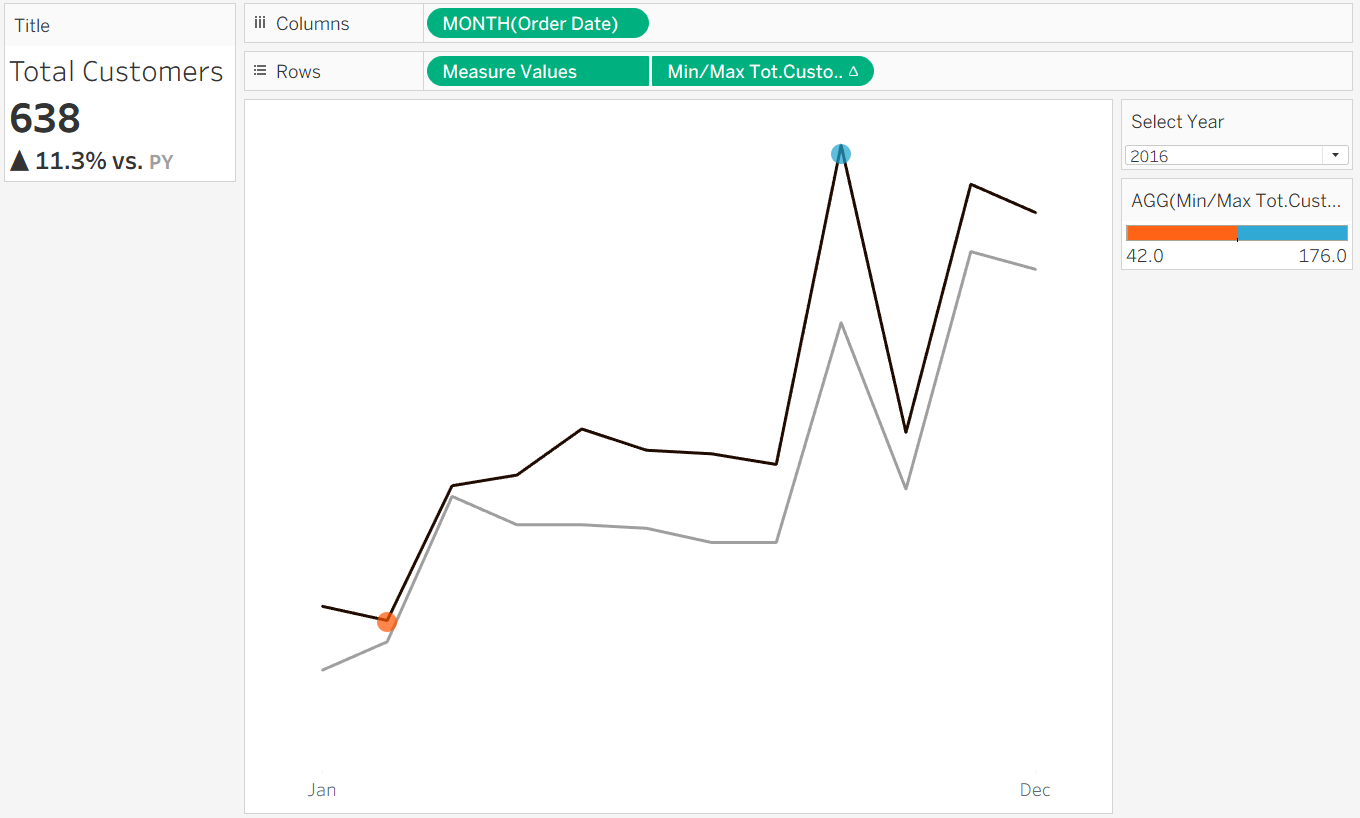 Title
Total Customers
638
▲ 11.3% vs. PY
Columns
MONTH(Order Date)
Rows
Measure Values
Min/Max Tot.Custo.. Δ
Jan
Dec
Select Year
2016
AGG(Min/Max Tot.Cust...
42.0 176.0